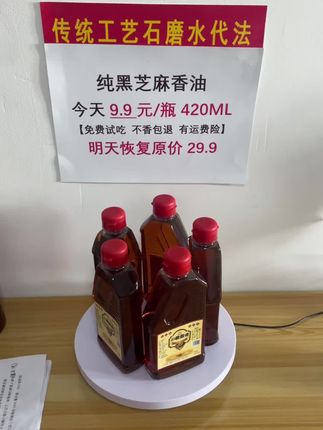 传统工艺石磨水代法
纯黑芝麻香油
今天 9.9 元/瓶 420ML
【免费试吃 不香包退 有运费险】
明天恢复原价 29.9